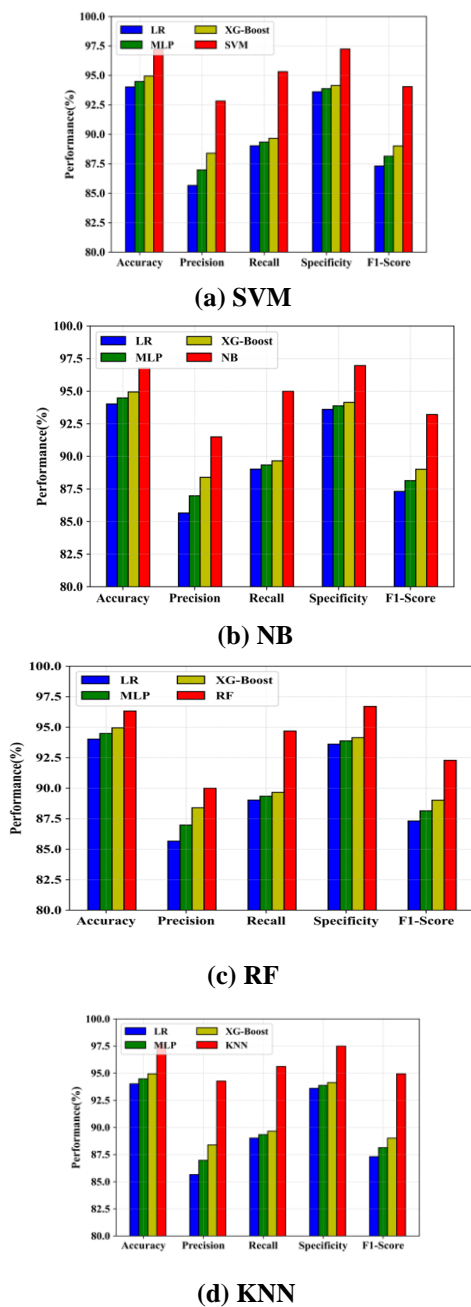 100.0
LR XG-Boost
MLP SVM
97.5
95.0
92.5
90.0
87.5
85.0
82.5
80.0
Performance(%)
Accuracy Precision Recall Specificity F1-Score
(a) SVM
100.0
LR XG-Boost
MLP NB
97.5
95.0
92.5
90.0
87.5
85.0
82.5
80.0
Performance(%)
Accuracy Precision Recall Specificity F1-Score
(b) NB
100.0
LR XG-Boost
MLP RF
97.5
95.0
92.5
90.0
87.5
85.0
82.5
80.0
Performance(%)
Accuracy Precision Recall Specificity F1-Score
(c) RF
100.0
LR XG-Boost
MLP KNN
97.5
95.0
92.5
90.0
87.5
85.0
82.5
80.0
Performance(%)
Accuracy Precision Recall Specificity F1-Score
(d) KNN